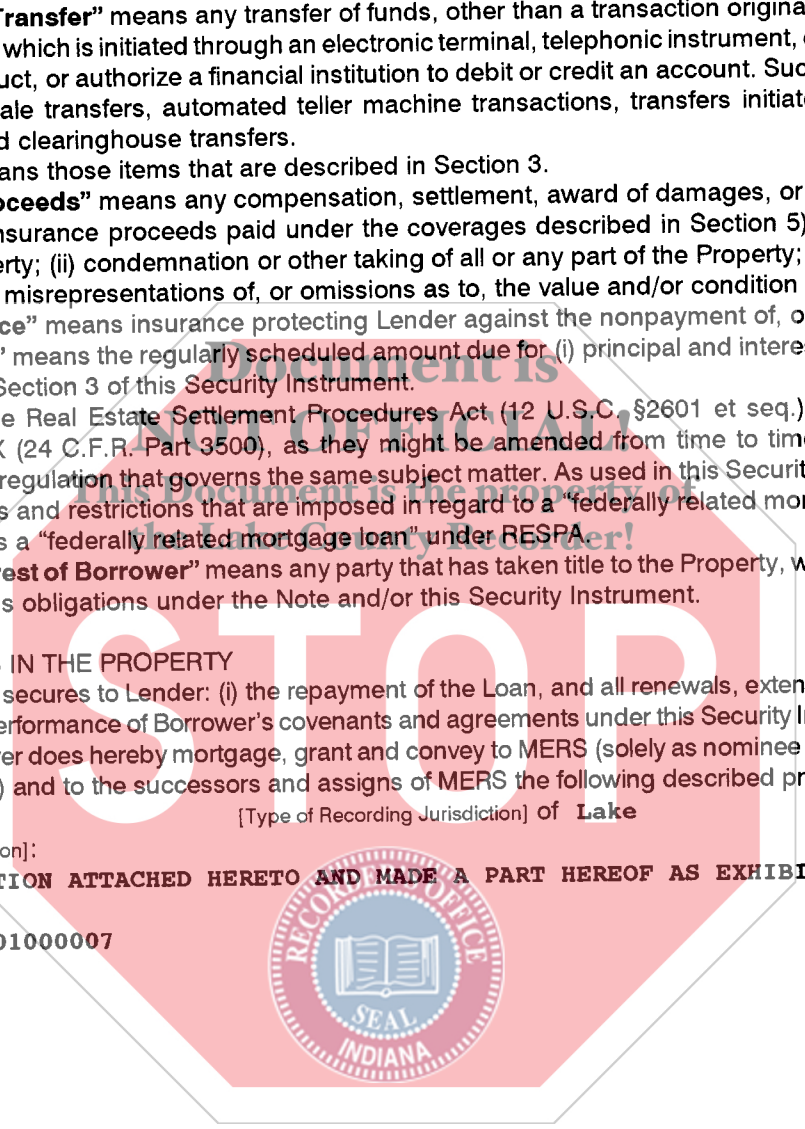 Transfer” means any transfer of funds, other than a transaction origina
which is initiated through an electronic terminal, telephonic instrument,
uct, or authorize a financial institution to debit or credit an account. Suc
ale transfers, automated teller machine transactions, transfers initiate
d clearinghouse transfers.
ans those items that are described in Section 3.
oceeds” means any compensation, settlement, award of damages, or
nsurance proceeds paid under the coverages described in Section 5)
erty; (ii) condemnation or other taking of all or any part of the Property;
misrepresentations of, or omissions as to, the value and/or condition
ce” means insurance protecting Lender against the nonpayment of, o
” means the regularly scheduled amount due for (i) principal and intere
Document is
Section 3 of this Security Instrument.
e Real Estate Settlement Procedures Act (12 U.S.C. §2601 et seq.)
NOT OFFICIAL!
X (24 C.F.R. Part 3500), as they might be amended from time to time
regulation that governs the same subject matter. As used in this Securit
This Document is the property of
s and restrictions that are imposed in regard to a “federally related mor
the Lake County Recorder!
s a “federally related mortgage loan” under RESPA.
rest of Borrower” means any party that has taken title to the Property, w
s obligations under the Note and/or this Security Instrument.
STOP
IN THE PROPERTY
secures to Lender: (i) the repayment of the Loan, and all renewals, exten
erformance of Borrower’s covenants and agreements under this Security I
er does hereby mortgage, grant and convey to MERS (solely as nominee
) and to the successors and assigns of MERS the following described pr
[Type of Recording Jurisdiction] of Lake
on]:
TION ATTACHED HERETO AND MADE A PART HEREOF AS EXHIBI
RECORDER'S OFFICE
01000007
SEAL
INDIANA